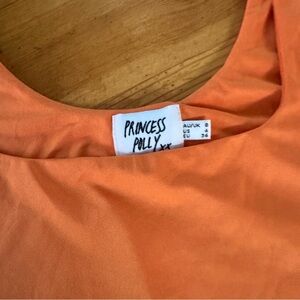 PRINCESS
POLLY xx
AU/UK 8
US 4
EU 36